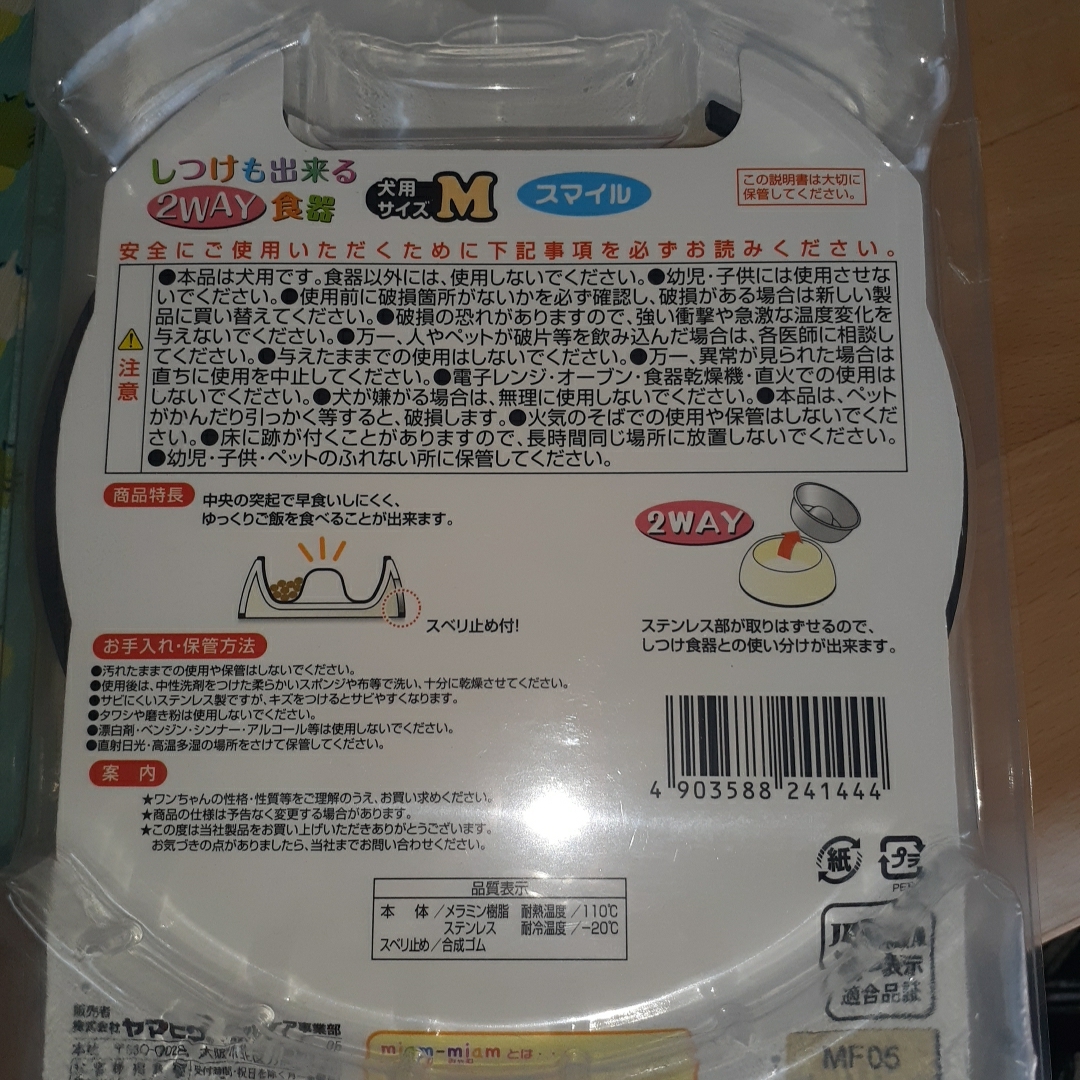 しつけも出来る
2WAY 食器
犬用
サイズ M
スマイル
この説明書は大切に
保管してください。
安全にご使用いただくために下記事項を必ずお読みください。
注意
●本品は犬用です。食器以外には、使用しないでください。●幼児・子供には使用させな
いでください。●使用前に破損箇所がないかを必ず確認し、破損がある場合は新しい製
品に買い替えてください。●破損の恐れがありますので、強い衝撃や急激な温度変化を
与えないでください。●万一、人やペットが破片等を飲み込んだ場合は、各医師に相談し
てください。●与えたままでの使用はしないでください。●万一、異常が見られた場合は
直ちに使用を中止してください。●電子レンジ・オーブン・食器乾燥機・直火での使用は
しないでください。●犬が嫌がる場合は、無理に使用しないでください。●本品は、ペット
がかんだり引っかく等すると、破損します。●火気のそばでの使用や保管はしないでくだ
さい。●床に跡が付くことがありますので、長時間同じ場所に放置しないでください。
●幼児・子供・ペットのふれない所に保管してください。
商品特長
中央の突起で早食いしにくく、
ゆっくりご飯を食べることが出来ます。
スベリ止め付!
2WAY
ステンレス部が取りはずせるので、
しつけ食器との使い分けが出来ます。
お手入れ・保管方法
●汚れたままでの使用や保管はしないでください。
●使用後は、中性洗剤をつけた柔らかいスポンジや布等で洗い、十分に乾燥させてください。
●サビにくいステンレス製ですが、キズをつけるとサビやすくなります。
●タワシや磨き粉は使用しないでください。
●漂白剤・ベンジン・シンナー・アルコール等は使用しないでください。
●直射日光・高温多湿の場所をさけて保管してください。
案内
★ワンちゃんの性格・性質等をご理解のうえ、お買い求めください。
★商品の仕様は予告なく変更する場合があります。
★この度は当社製品をお買い上げいただきありがとうございます。
お気づきの点がありましたら、当社までお問い合わせください。
4 903588 241444
紙
プラ
品質表示
本 体/メラミン樹脂 耐熱温度/110℃
ステンレス 耐冷温度/-20℃
スベリ止め/合成ゴム
表示
適合品
販売者
株式会社 ヤマヒサ
事業部
本社
大阪市
miam-miam とは・・
MF05